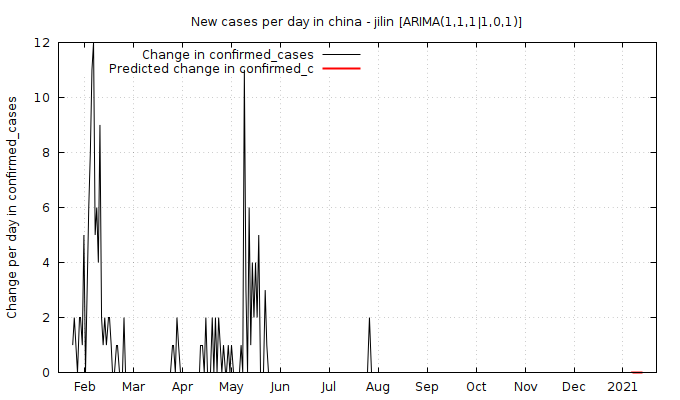 New cases per day in china - jilin [ARIMA(1,1,1|1,0,1)]
Change in confirmed_cases
Predicted change in confirmed_c
Change per day in confirmed_cases
12
10
8
6
4
2
0
Feb Mar Apr May Jun Jul Aug Sep Oct Nov Dec 2021